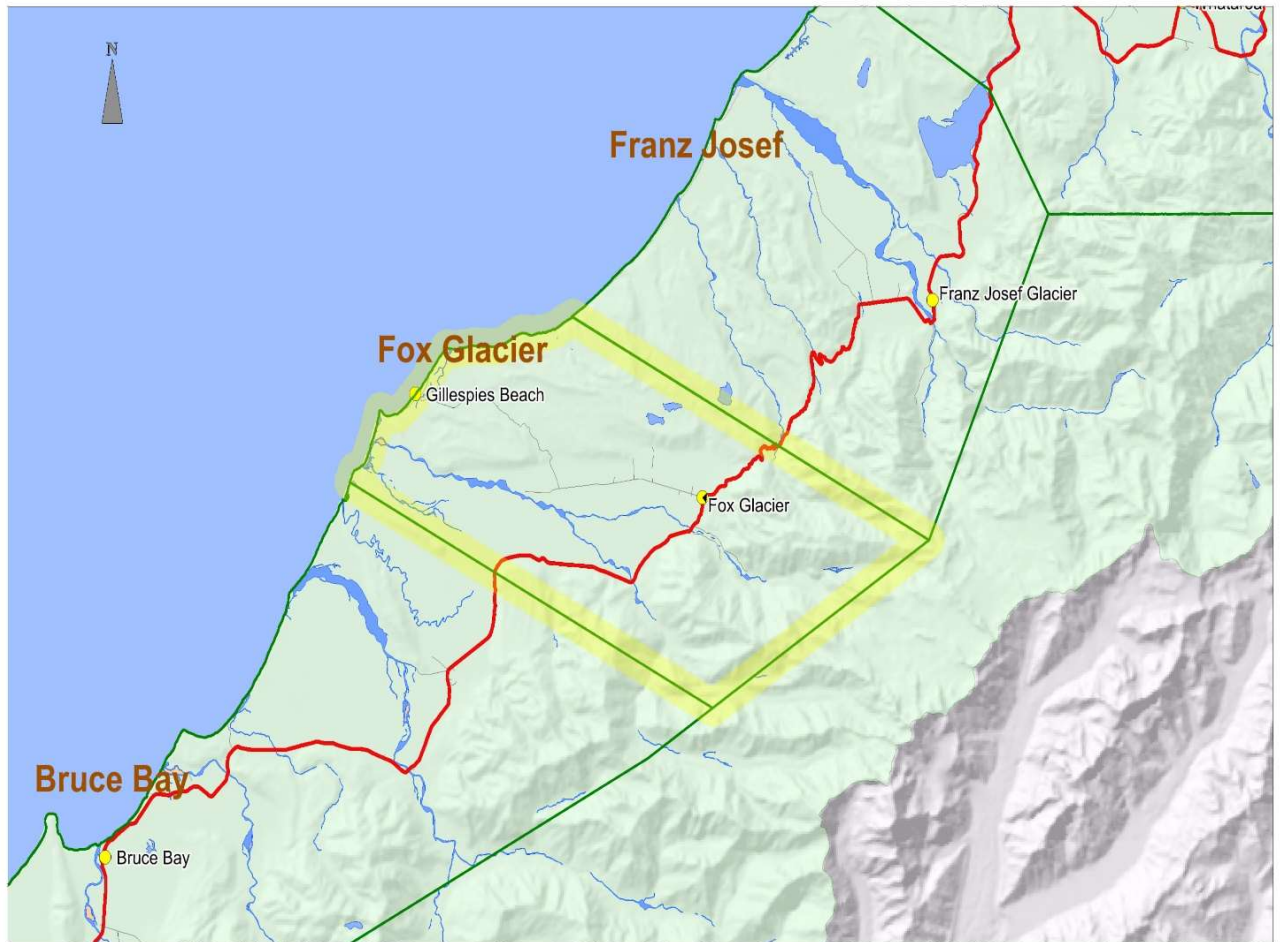 N
Franz Josef
Franz Josef Glacier
Fox Glacier
Gillespies Beach
Fox Glacier
Bruce Bay
Bruce Bay